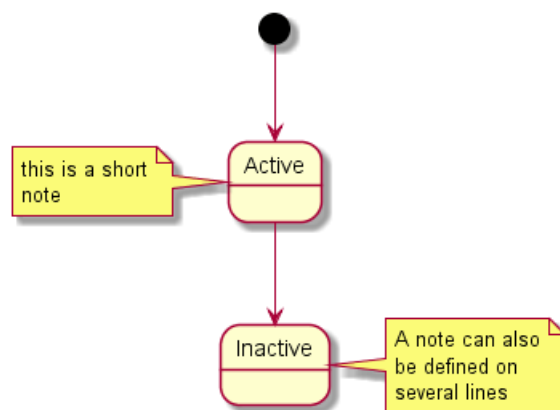 this is a short
note
Active
Inactive
A note can also
be defined on
several lines